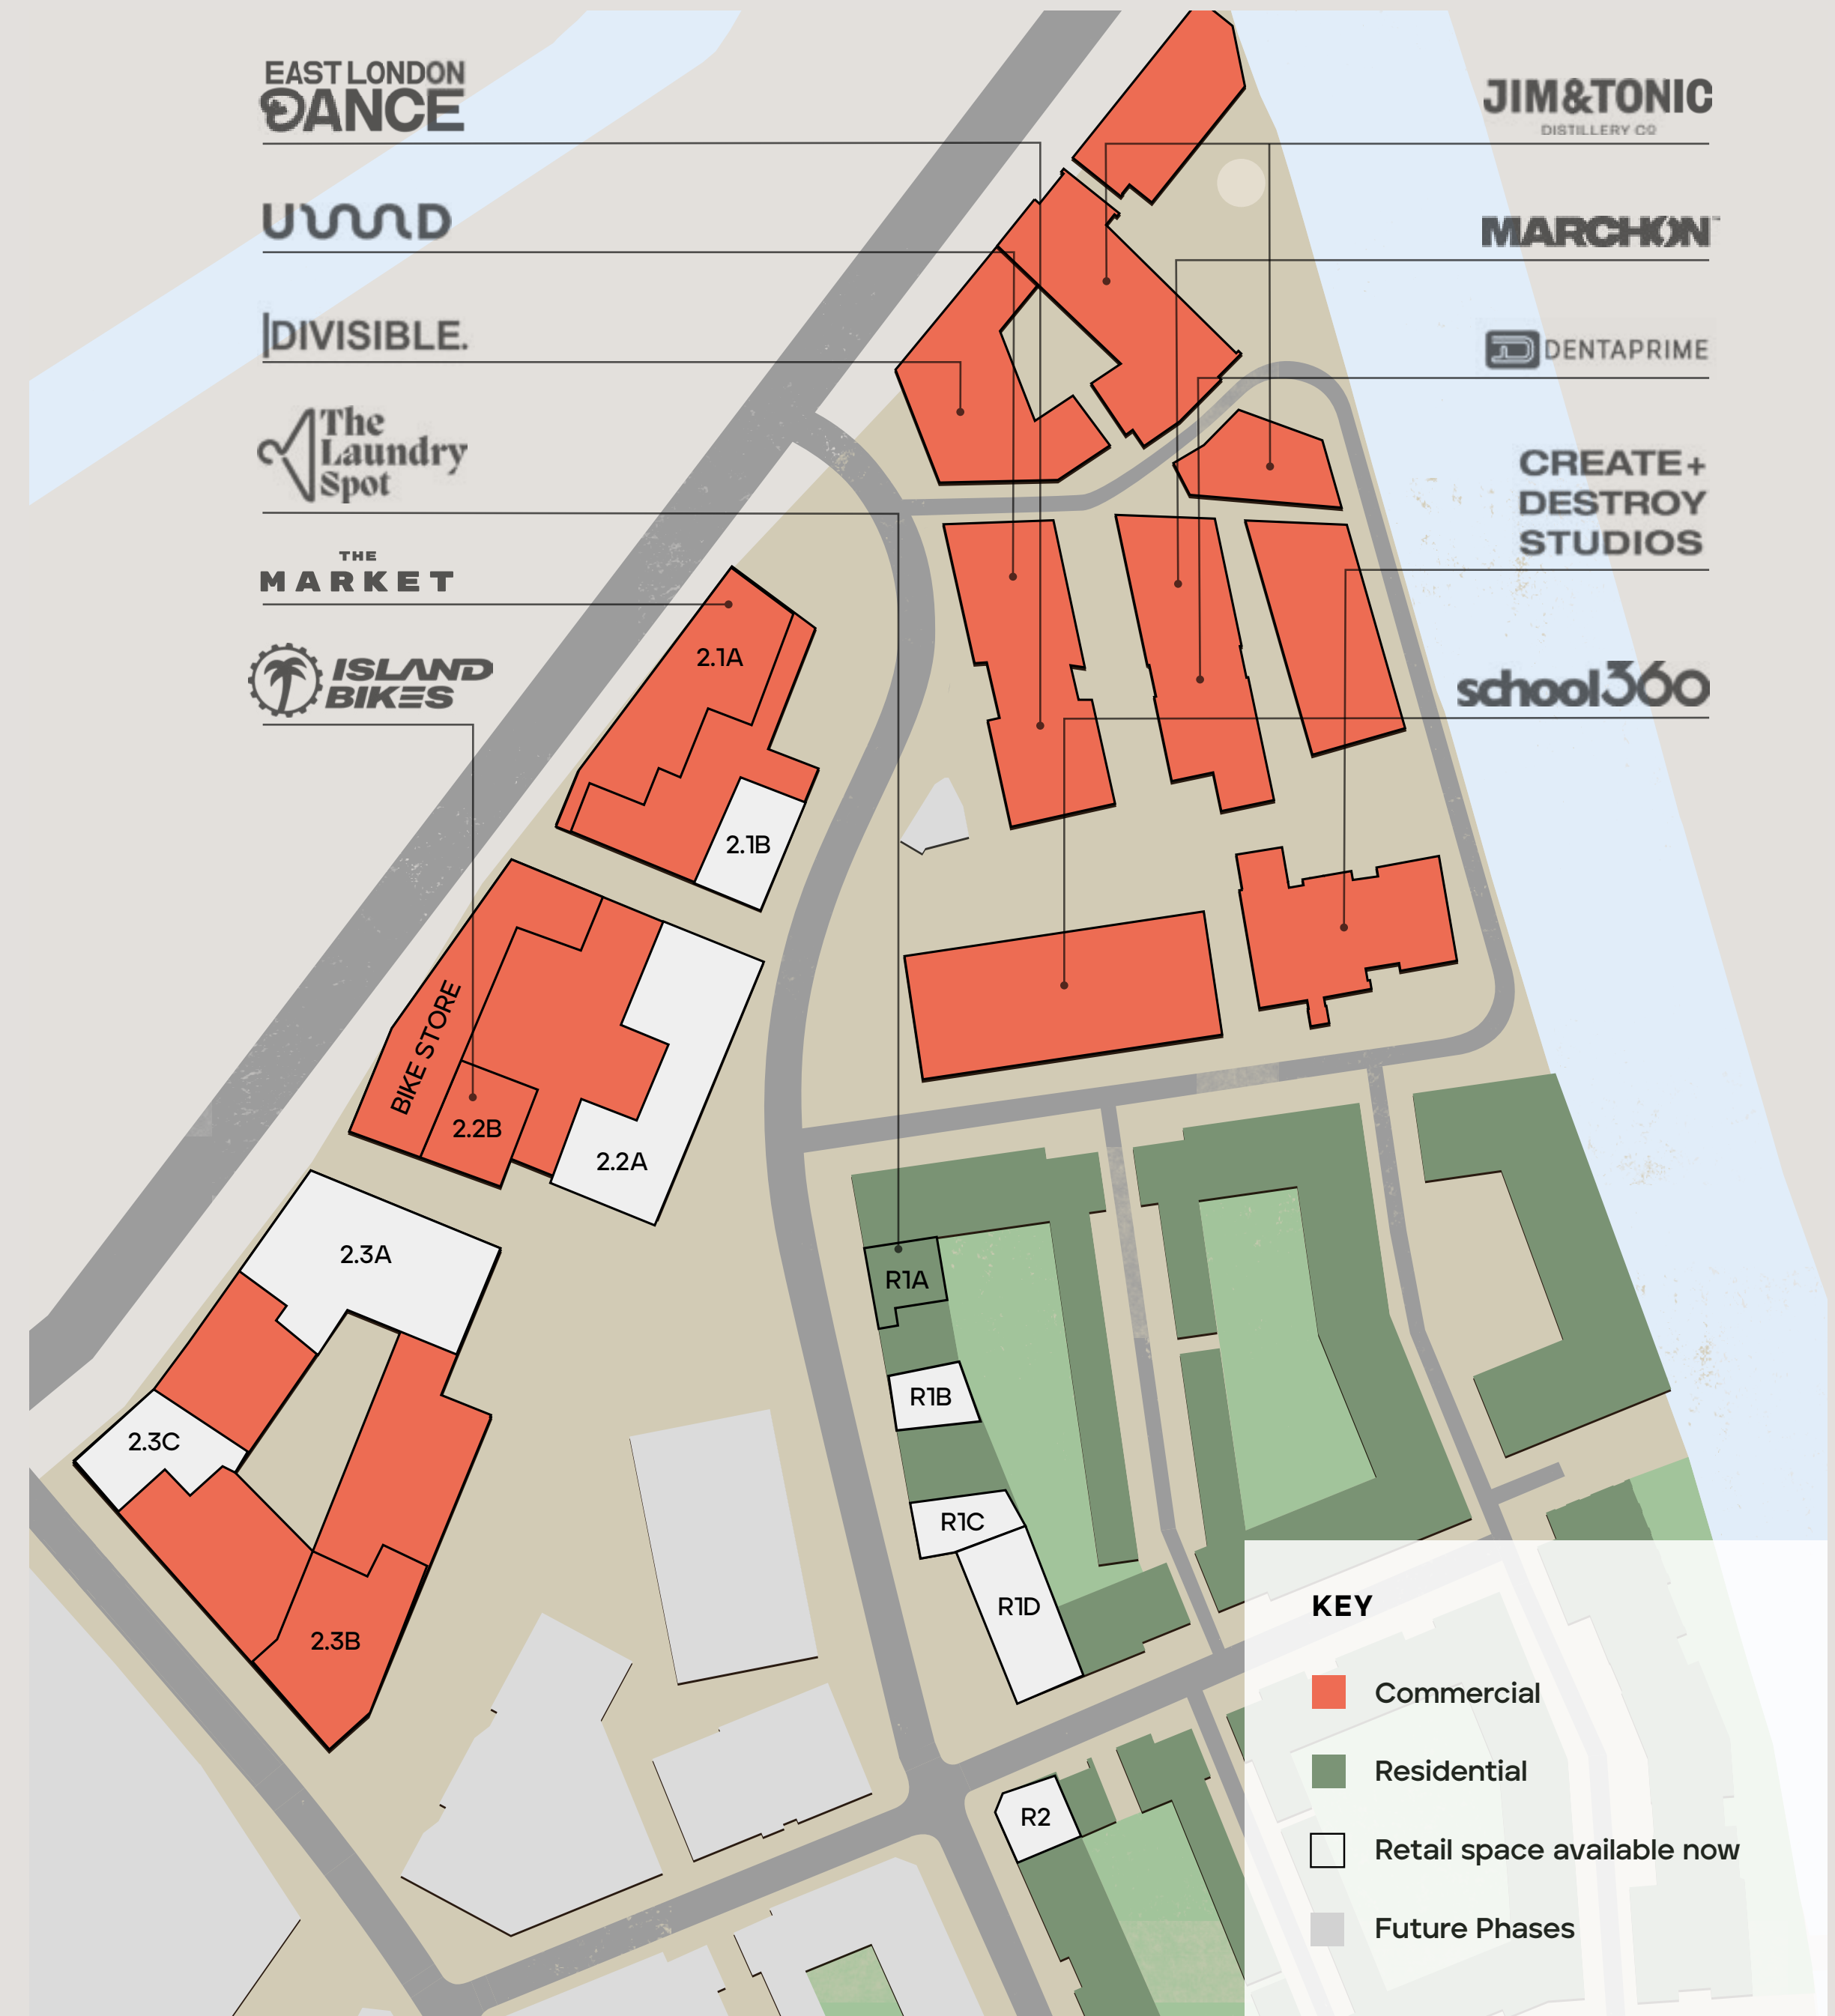 EAST LONDON
DANCE
UNWND
|DIVISIBLE.
The
Laundry
Spot
THE
MARKET
ISLAND
BIKES
JIM&TONIC
DISTILLERY CO
MARCHON™
DENTAPRIME
CREATE+
DESTROY
STUDIOS
school360
2.1A
2.1B
BIKE STORE
2.2B
2.2A
2.3A
2.3C
2.3B
R1A
R1B
R1C
R1D
R2
KEY
Commercial
Residential
Retail space available now
Future Phases